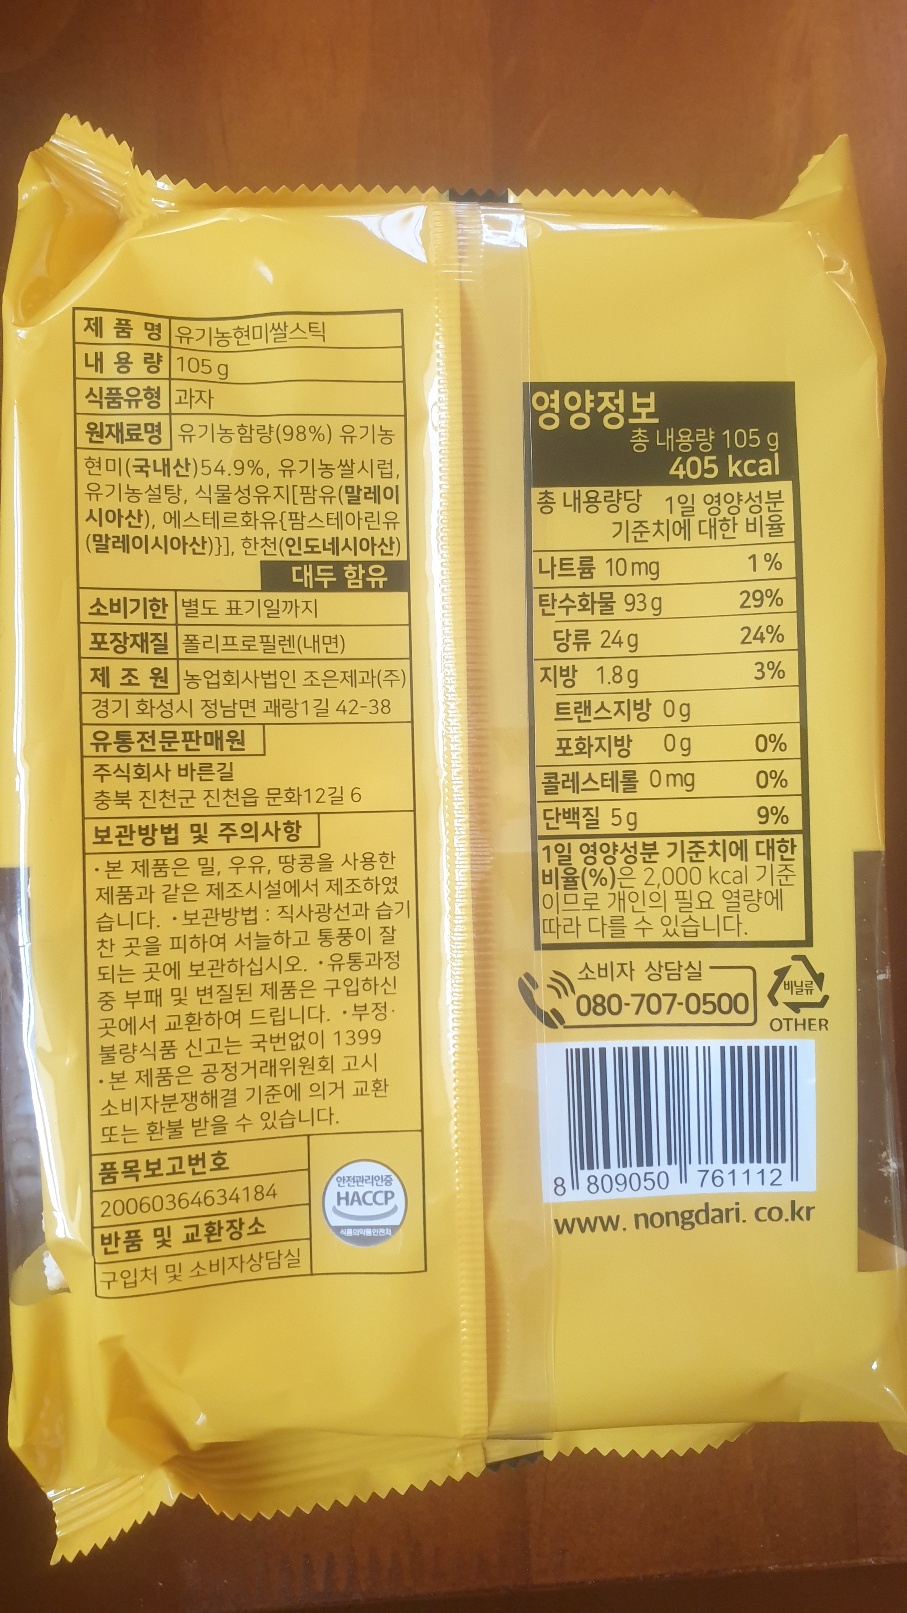 제 품 명 유기농현미쌀스틱
내 용 량 105 g
식품유형 과자
원재료명 유기농함량(98%) 유기농
현미(국내산)54.9%, 유기농쌀시럽,
유기농설탕, 식물성유지[팜유(말레이
시아산), 에스테르화유{팜스테아린유
(말레이시아산)}], 한천(인도네시아산)
대두 함유
소비기한 별도 표기일까지
포장재질 폴리프로필렌(내면)
제 조 원 농업회사법인 조은제과(주)
경기 화성시 정남면 괘랑1길 42-38
유통전문판매원
주식회사 바른길
충북 진천군 진천읍 문화12길 6
보관방법 및 주의사항
·본 제품은 밀, 우유, 땅콩을 사용한
제품과 같은 제조시설에서 제조하였
습니다. ·보관방법 : 직사광선과 습기
찬 곳을 피하여 서늘하고 통풍이 잘
되는 곳에 보관하십시오. ·유통과정
중 부패 및 변질된 제품은 구입하신
곳에서 교환하여 드립니다. ·부정·
불량식품 신고는 국번없이 1399
·본 제품은 공정거래위원회 고시
소비자분쟁해결 기준에 의거 교환
또는 환불 받을 수 있습니다.
품목보고번호
20060364634184
반품 및 교환장소
구입처 및 소비자상담실
안전관리인증
HACCP
식품의약품안전처
영양정보
총 내용량 105 g
405 kcal
총 내용량당 1일 영양성분
기준치에 대한 비율
나트륨 10 mg 1 %
탄수화물 93 g 29%
당류 24 g 24%
지방 1.8 g 3%
트랜스지방 0 g
포화지방 0 g 0%
콜레스테롤 0 mg 0%
단백질 5 g 9%
1일 영양성분 기준치에 대한
비율(%)은 2,000 kcal 기준
이므로 개인의 필요 열량에
따라 다를 수 있습니다.
소비자 상담실
080-707-0500
비닐류
OTHER
8 809050 761112
www.nongdari.co.kr